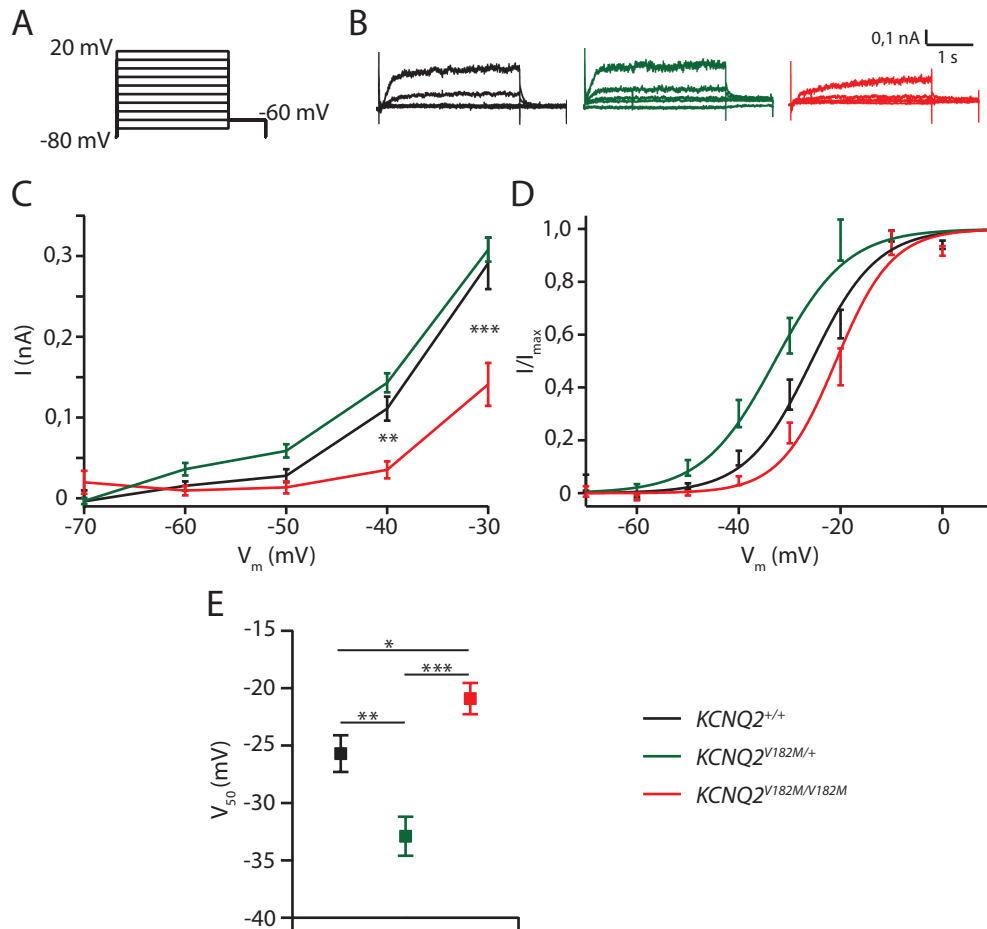 A
20 mV
-60 mV
-80 mV
B
0,1 nA
1 s
C
0,3
0,2
0,1
0
I (nA)
***
**
-70
-60
-50
-40
-30
Vm (mV)
D
1,0
0,8
0,6
0,4
0,2
0
I/Imax
-60
-40
-20
0
Vm (mV)
E
-15
-20
-25
-30
-35
-40
V50 (mV)
*
***
**
KCNQ2+/+
KCNQ2V182M/+
KCNQ2V182M/V182M